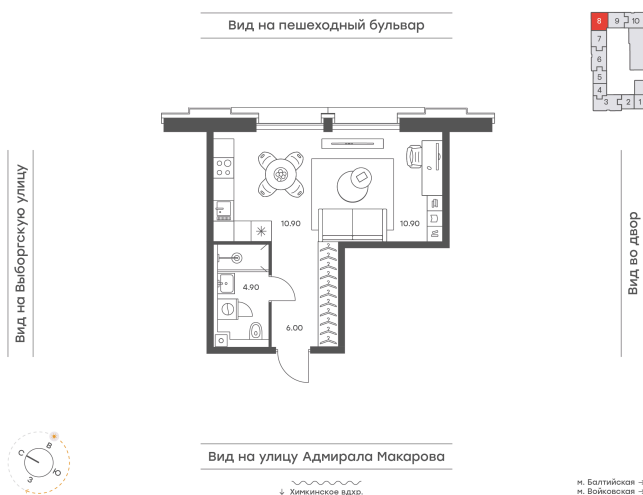 Вид на пешеходный бульвар
8 9 10
7
6
5
4
3 2 1
Вид на Выборгскую улицу
10.90
10.90
4.90
6.00
Вид во двор
Вид на улицу Адмирала Макарова
↓ Химкинское вдхр.
С В
З Ю
м. Балтийская
м. Войковская